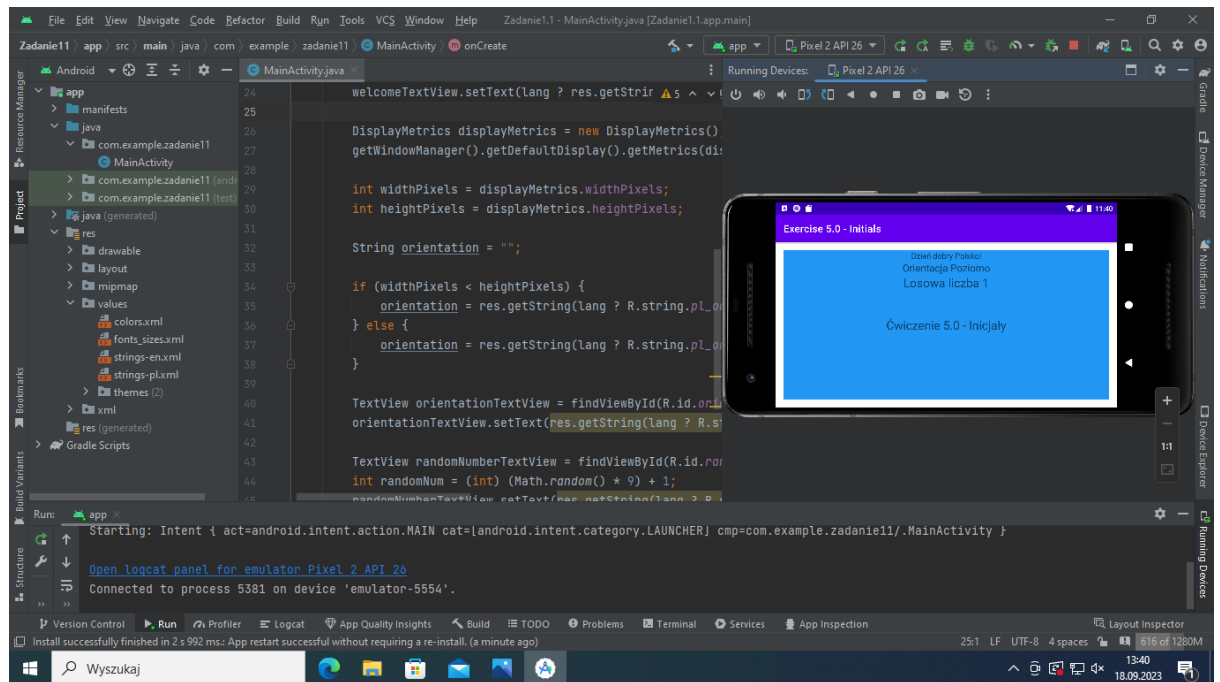 File Edit View Navigate Code Refactor Build Run Tools VCS Window Help Zadanie1.1 - MainActivity.java [Zadanie1.1.app.main]
Zadanie11 app src main java com example zadanie11 MainActivity onCreate app Pixel 2 API 26
Android MainActivity.java Running Devices: Pixel 2 API 26
Resource Manager
Project
Bookmarks
Build Variants
Structure
app
manifests
java
com.example.zadanie11
MainActivity
com.example.zadanie11 (andr
com.example.zadanie11 (test)
java (generated)
res
drawable
layout
mipmap
values
colors.xml
fonts_sizes.xml
strings-en.xml
strings-pl.xml
themes (2)
xml
res (generated)
Gradle Scripts
24 welcomeTextView.setText(lang ? res.getStrir 5
25
26 DisplayMetrics displayMetrics = new DisplayMetrics()
27 getWindowManager().getDefaultDisplay().getMetrics(dis
28
29 int widthPixels = displayMetrics.widthPixels;
30 int heightPixels = displayMetrics.heightPixels;
31
32 String orientation = "";
33
34 if (widthPixels < heightPixels) {
35 orientation = res.getString(lang ? R.string.pl_o
36 } else {
37 orientation = res.getString(lang ? R.string.pl_o
38 }
39
40 TextView orientationTextView = findViewById(R.id.ori
41 orientationTextView.setText(res.getString(lang ? R.s
42
43 TextView randomNumberTextView = findViewById(R.id.ra
44 int randomNum = (int) (Math.random() * 9) + 1;
45 randomNumberTextView.setText(res.getString(lang ? R
11:40
Exercise 5.0 - Initials
Dzień dobry Polsko!
Orientacja Poziomo
Losowa liczba 1
Ćwiczenie 5.0 - Inicjały
1:1
Gradle
Device Manager
Notifications
Device Explorer
Running Devices
Run: app
Starting: Intent { act=android.intent.action.MAIN cat=[android.intent.category.LAUNCHER] cmp=com.example.zadanie11/.MainActivity }
Open logcat panel for emulator Pixel 2 API 26
Connected to process 5381 on device 'emulator-5554'.
Version Control Run Profiler Logcat App Quality Insights Build TODO Problems Terminal Services App Inspection Layout Inspector
Install successfully finished in 2 s 992 ms.: App restart successful without requiring a re-install. (a minute ago) 25:1 LF UTF-8 4 spaces 616 of 1280M
Wyszukaj 13:40
18.09.2023